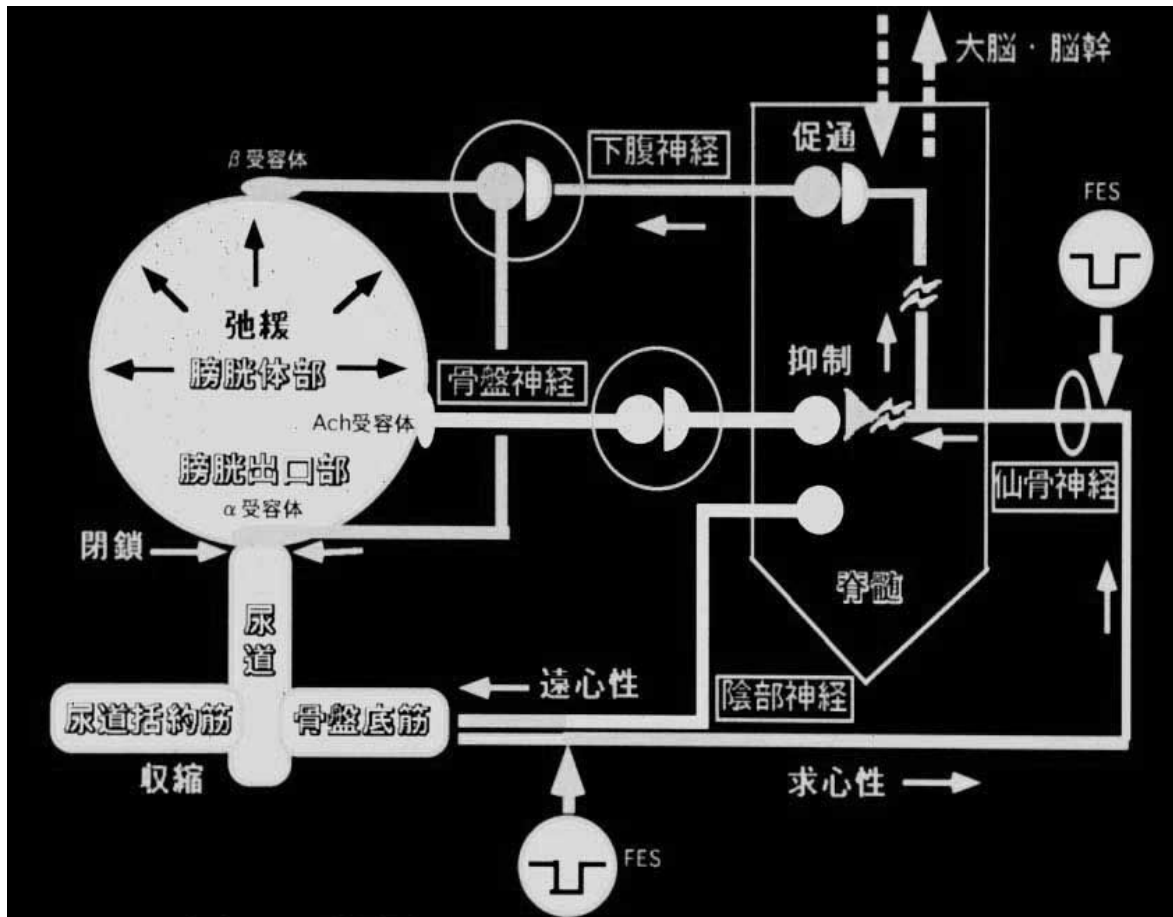 大脳・脳幹
促通
下腹神経
β受容体
FES
弛緩
膀胱体部
骨盤神経
抑制
Ach受容体
膀胱出口部
α受容体
仙骨神経
閉鎖
脊髄
尿道
遠心性
陰部神経
尿道括約筋
骨盤底筋
収縮
求心性
FES